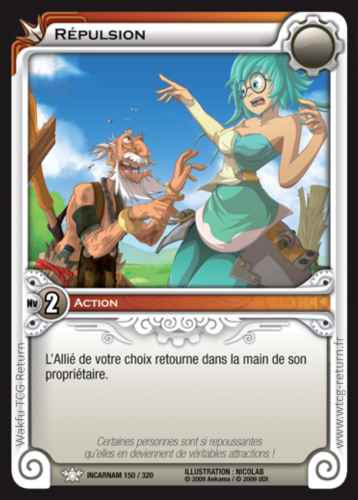 RÉPULSION
Nv 2 ACTION
L'Allié de votre choix retourne dans la main de son
propriétaire.
Certaines personnes sont si repoussantes
qu'elles en deviennent de véritables attractions !
INCARNAM 150 / 320
ILLUSTRATION : NICOLAB
© 2009 Ankama / © 2009 UDI
Wakfu TCG Return
www.wtcg-return.fr